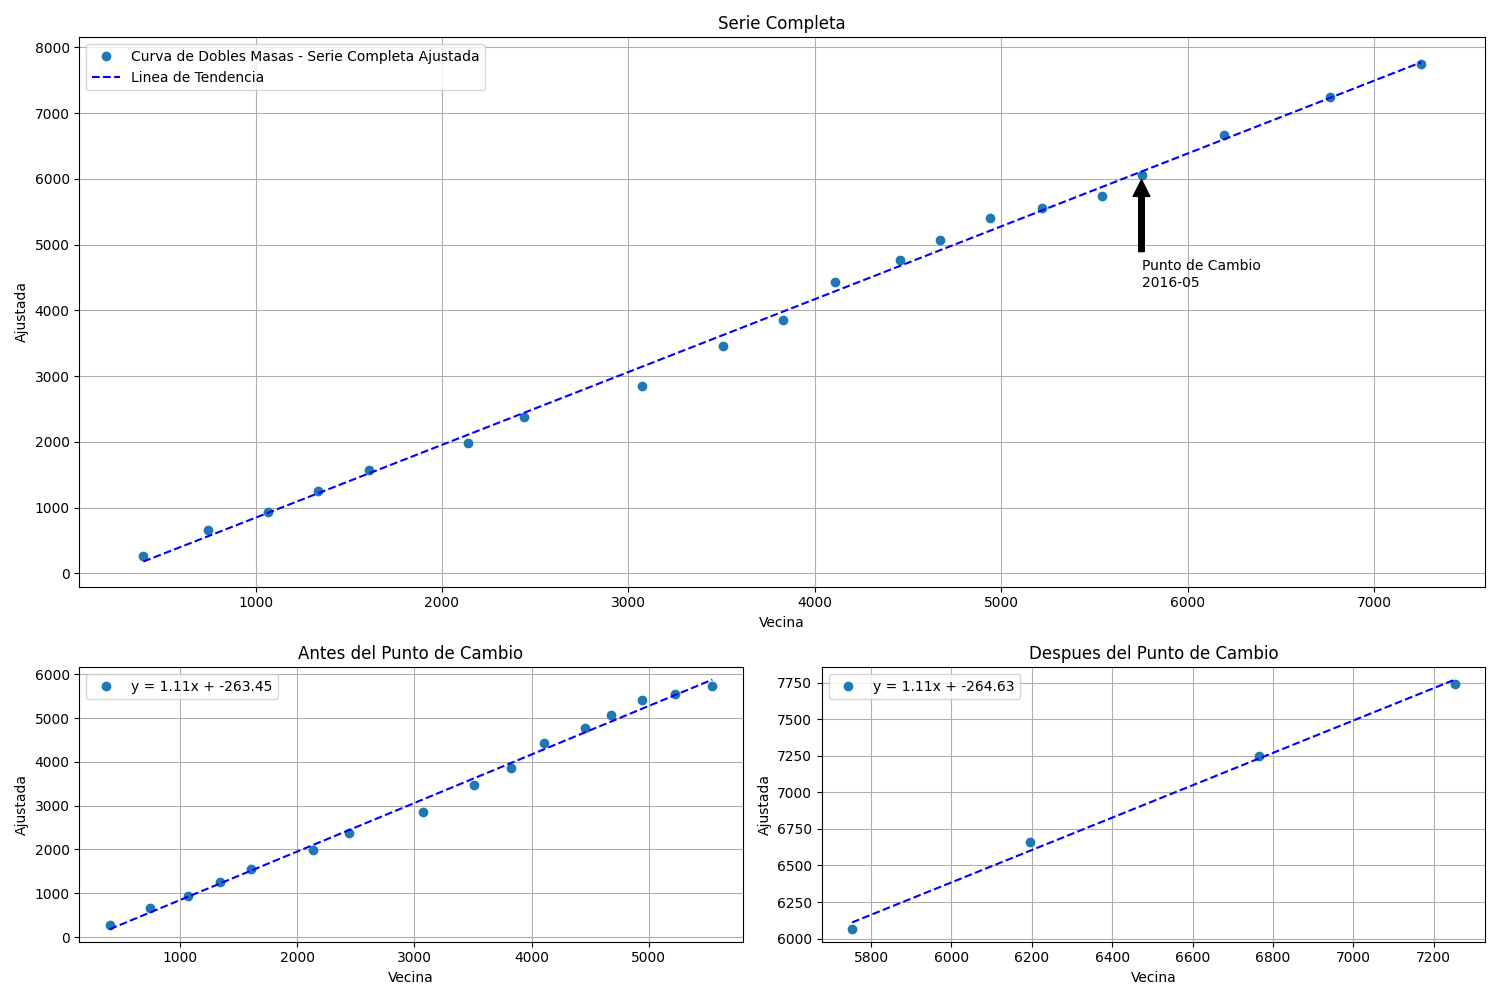 Serie Completa
Curva de Dobles Masas - Serie Completa Ajustada
Linea de Tendencia
8000
7000
6000
5000
4000
3000
2000
1000
0
Ajustada
Punto de Cambio
2016-05
1000 2000 3000 4000 5000 6000 7000
Vecina
Antes del Punto de Cambio
y = 1.11x + -263.45
6000
5000
4000
3000
2000
1000
0
Ajustada
1000 2000 3000 4000 5000
Vecina
Despues del Punto de Cambio
y = 1.11x + -264.63
7750
7500
7250
7000
6750
6500
6250
6000
Ajustada
5800 6000 6200 6400 6600 6800 7000 7200
Vecina